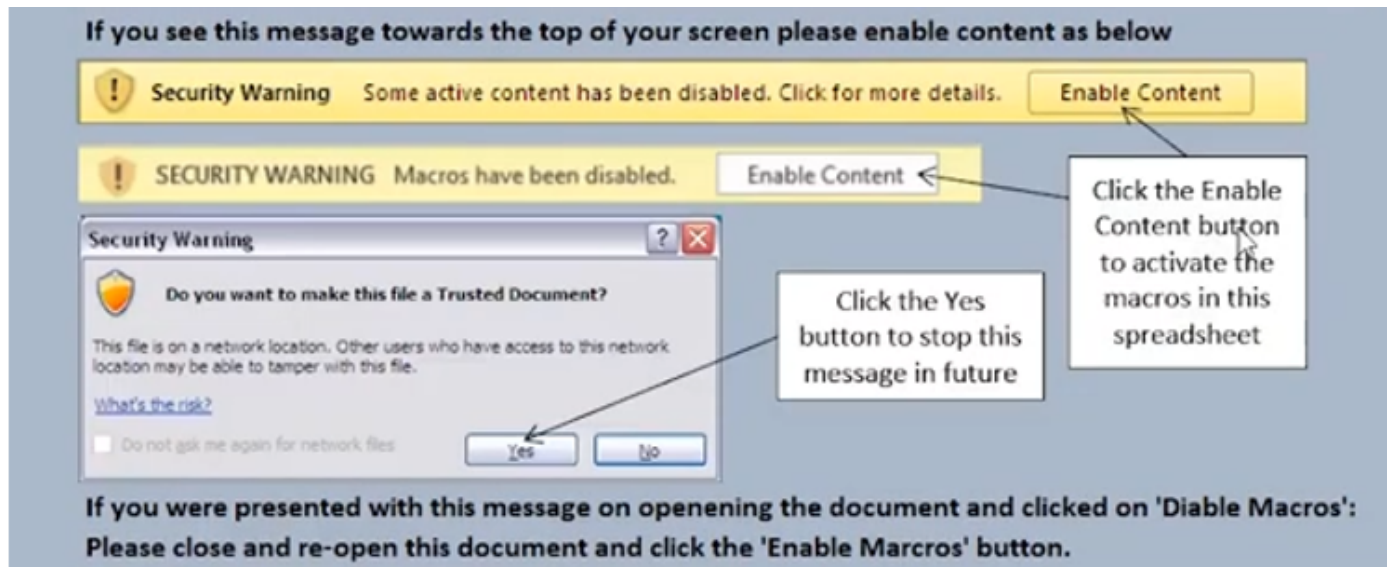 If you see this message towards the top of your screen please enable content as below
Security Warning Some active content has been disabled. Click for more details. Enable Content
SECURITY WARNING Macros have been disabled. Enable Content
Click the Enable
Content button
to activate the
macros in this
spreadsheet
Security Warning
Do you want to make this file a Trusted Document?
This file is on a network location. Other users who have access to this network
location may be able to tamper with this file.
What's the risk?
Do not ask me again for network files
Yes No
Click the Yes
button to stop this
message in future
If you were presented with this message on openening the document and clicked on 'Diable Macros':
Please close and re-open this document and click the 'Enable Marcros' button.